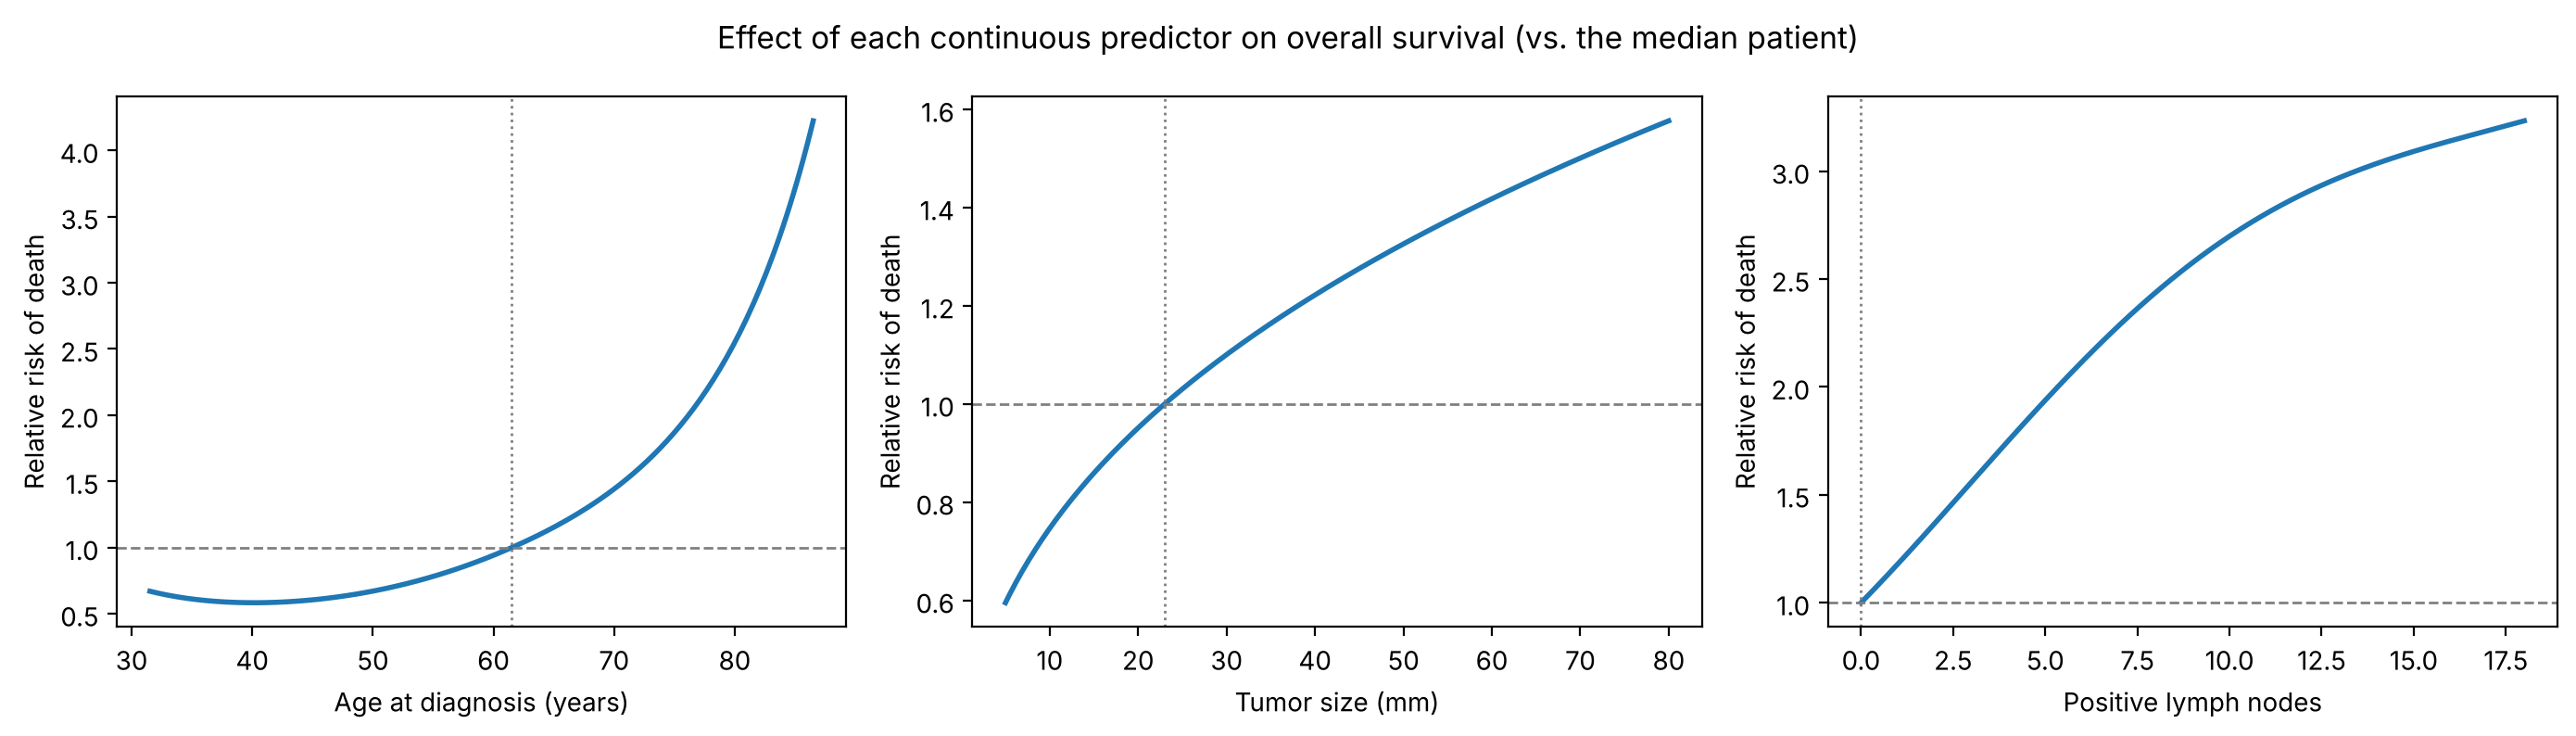 Effect of each continuous predictor on overall survival (vs. the median patient)
Relative risk of death
4.0
3.5
3.0
2.5
2.0
1.5
1.0
0.5
30 40 50 60 70 80
Age at diagnosis (years)
Relative risk of death
1.6
1.4
1.2
1.0
0.8
0.6
10 20 30 40 50 60 70 80
Tumor size (mm)
Relative risk of death
3.0
2.5
2.0
1.5
1.0
0.0 2.5 5.0 7.5 10.0 12.5 15.0 17.5
Positive lymph nodes